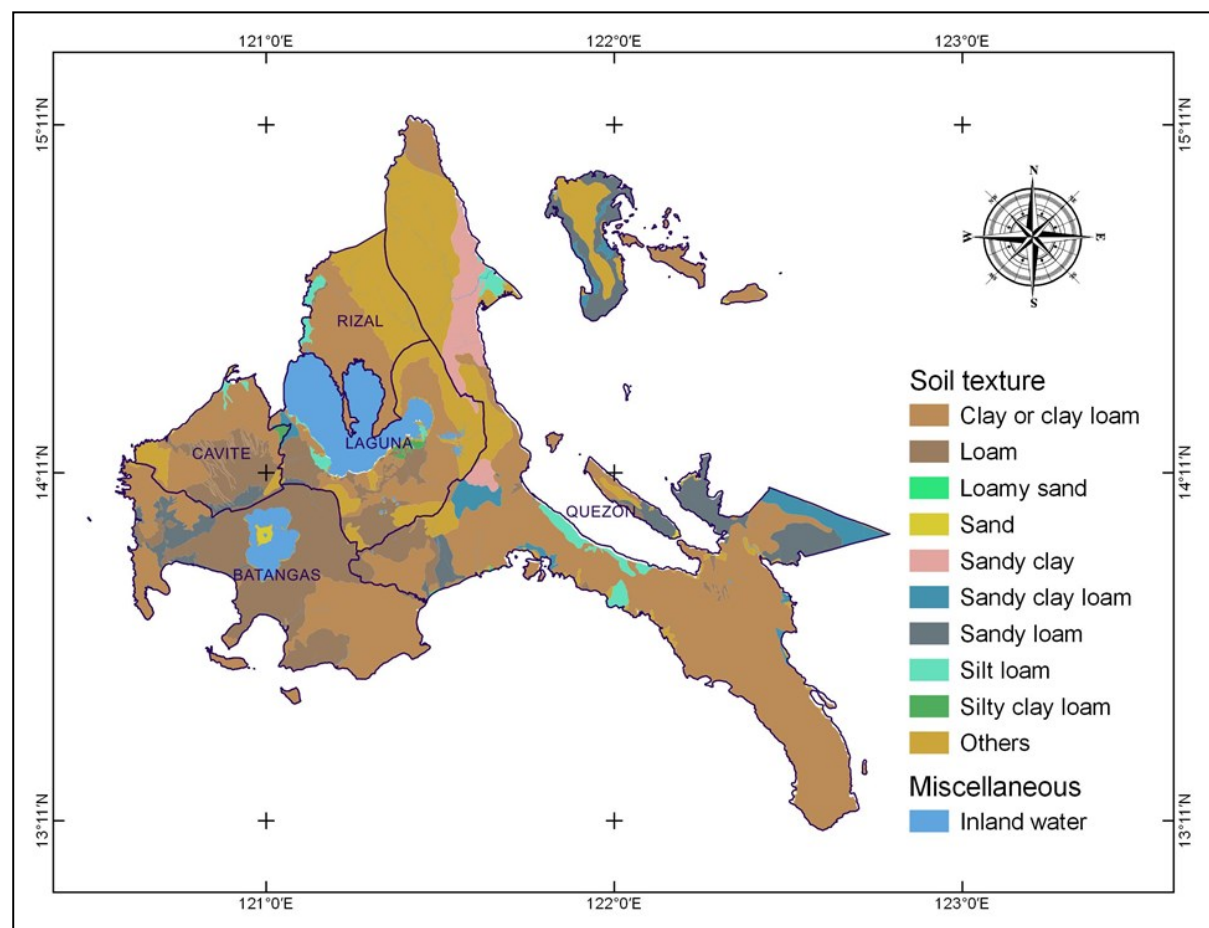 121°0'E 122°0'E 123°0'E
15°11'N 15°11'N
N
W E
S
RIZAL
CAVITE
LAGUNA
QUEZON
BATANGAS
14°11'N 14°11'N
13°11'N 13°11'N
Soil texture
Clay or clay loam
Loam
Loamy sand
Sand
Sandy clay
Sandy clay loam
Sandy loam
Silt loam
Silty clay loam
Others
Miscellaneous
Inland water
121°0'E 122°0'E 123°0'E